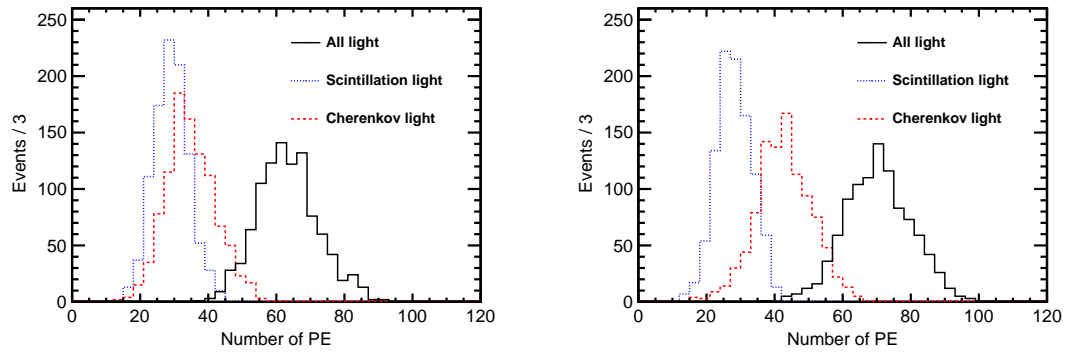 Events / 3
250
200
150
100
50
0
All light
Scintillation light
Cherenkov light
0 20 40 60 80 100 120
Number of PE
Events / 3
250
200
150
100
50
0
All light
Scintillation light
Cherenkov light
0 20 40 60 80 100 120
Number of PE